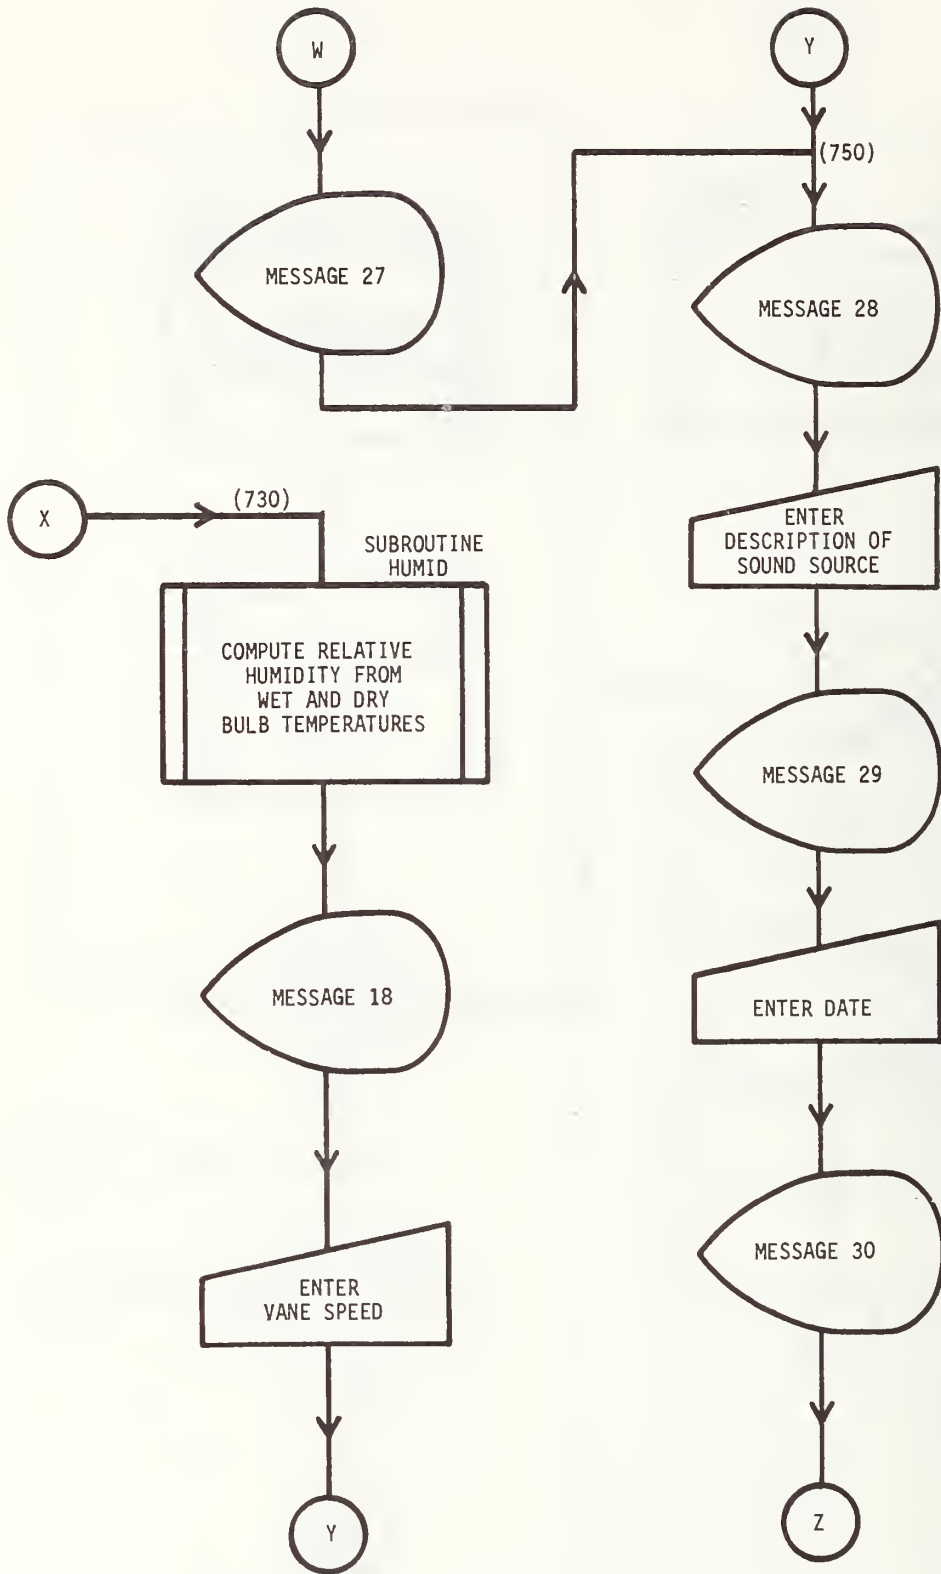 W
MESSAGE 27
X
(730)
SUBROUTINE
HUMID
COMPUTE RELATIVE
HUMIDITY FROM
WET AND DRY
BULB TEMPERATURES
MESSAGE 18
ENTER
VANE SPEED
Y
Y
(750)
MESSAGE 28
ENTER
DESCRIPTION OF
SOUND SOURCE
MESSAGE 29
ENTER DATE
MESSAGE 30
Z